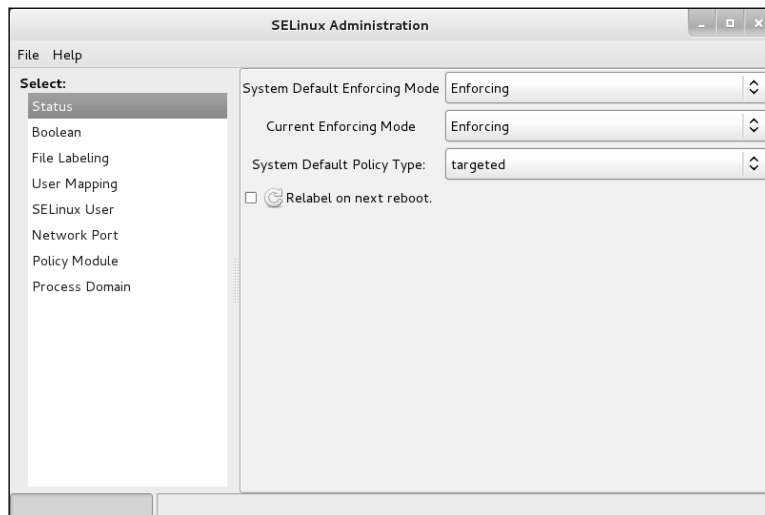 SELinux Administration
File Help
Select:
Status
Boolean
File Labeling
User Mapping
SELinux User
Network Port
Policy Module
Process Domain
System Default Enforcing Mode Enforcing
Current Enforcing Mode Enforcing
System Default Policy Type: targeted
Relabel on next reboot.